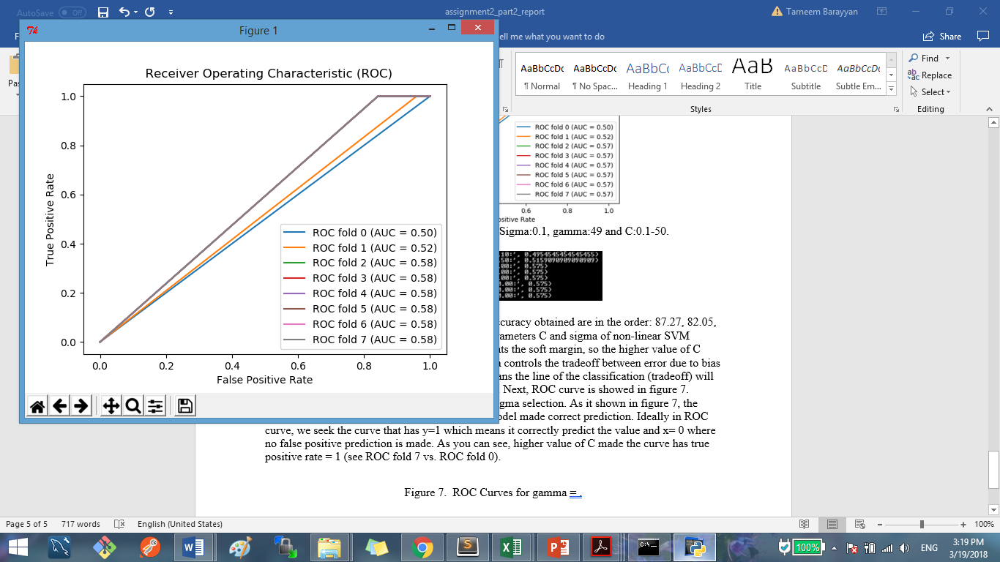 AutoSave Off
assignment2_part2_report
Tarneem Barayyan
Figure 1
ell me what you want to do
Share
Receiver Operating Characteristic (ROC)
1.0
0.8
0.6
0.4
0.2
0.0
True Positive Rate
ROC fold 0 (AUC = 0.50)
ROC fold 1 (AUC = 0.52)
ROC fold 2 (AUC = 0.58)
ROC fold 3 (AUC = 0.58)
ROC fold 4 (AUC = 0.58)
ROC fold 5 (AUC = 0.58)
ROC fold 6 (AUC = 0.58)
ROC fold 7 (AUC = 0.58)
0.0 0.2 0.4 0.6 0.8 1.0
False Positive Rate
Pas
AaBbCcDc AaBbCcDc AaBbC( AaBbCcC AaB AaBbCcD AaBbCcDc
¶ Normal ¶ No Spac... Heading 1 Heading 2 Title Subtitle Subtle Em...
Styles
Find
Replace
Select
Editing
ROC fold 0 (AUC = 0.50)
ROC fold 1 (AUC = 0.52)
ROC fold 2 (AUC = 0.57)
ROC fold 3 (AUC = 0.57)
ROC fold 4 (AUC = 0.57)
ROC fold 5 (AUC = 0.57)
ROC fold 6 (AUC = 0.57)
ROC fold 7 (AUC = 0.57)
0.6 0.8 1.0
ositive Rate
Sigma:0.1, gamma:49 and C:0.1-50.
10:', 0.4954545454545455)
50:', 0.5159090909090909)
00:', 0.575)
00:', 0.575)
00:', 0.575)
0.00:', 0.575)
0.00:', 0.575)
0.00:', 0.575)
ccuracy obtained are in the order: 87.27, 82.05,
rameters C and sigma of non-linear SVM
nts the soft margin, so the higher value of C
n controls the tradeoff between error due to bias
ans the line of the classification (tradeoff) will
Next, ROC curve is showed in figure 7.
gma selection. As it shown in figure 7, the
odel made correct prediction. Ideally in ROC
curve, we seek the curve that has y=1 which means it correctly predict the value and x= 0 where
no false positive prediction is made. As you can see, higher value of C made the curve has true
positive rate = 1 (see ROC fold 7 vs. ROC fold 0).
Figure 7. ROC Curves for gamma = .
Page 5 of 5 717 words English (United States) 100%
100% ENG
3:19 PM
3/19/2018